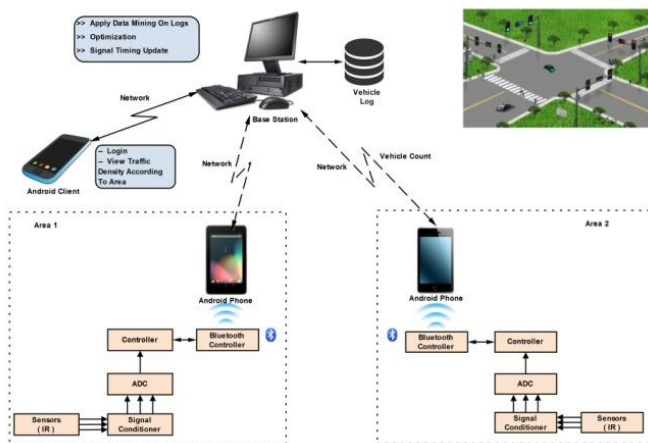 >> Apply Data Mining On Logs
>> Optimization
>> Signal Timing Update
Network
Vehicle
Log
Base Station
Android Client
– Login
– View Traffic
Density According
To Area
Network
Vehicle Count
Network
Area 1
Android Phone
Controller
Bluetooth
Controller
ADC
Sensors
( IR )
Signal
Conditioner
Area 2
Android Phone
Bluetooth
Controller
Controller
ADC
Signal
Conditioner
Sensors
( IR )